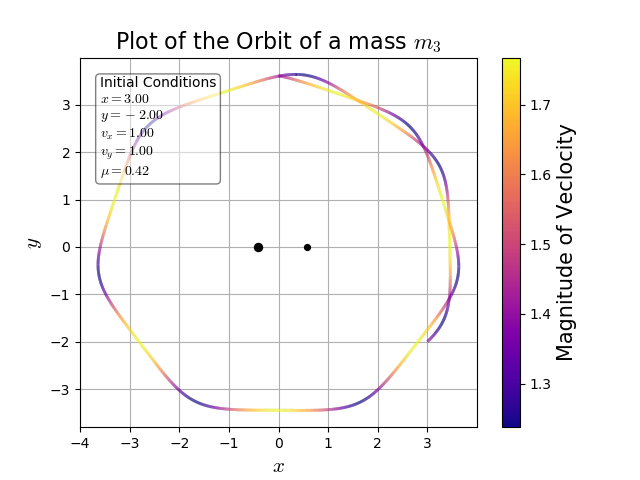 Plot of the Orbit of a mass m₃
Initial Conditions
x = 3.00
y = − 2.00
vₓ = 1.00
v_y = 1.00
μ = 0.42
3
2
1
0
−1
−2
−3
y
−4 −3 −2 −1 0 1 2 3
x
1.7
1.6
1.5
1.4
1.3
Magnitude of Veclocity